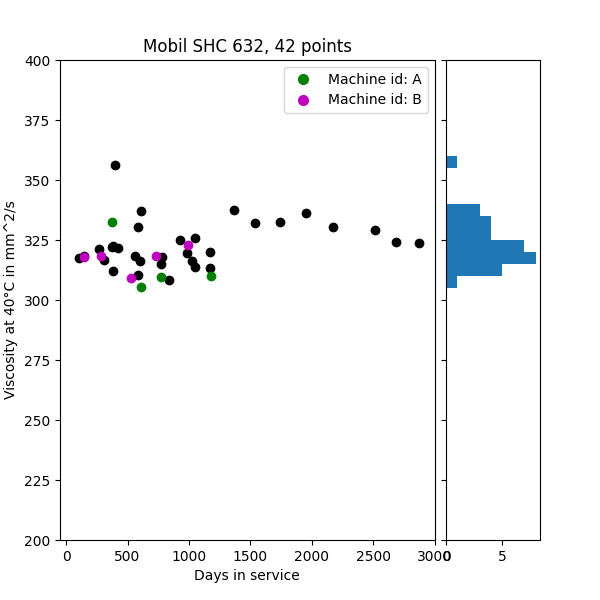 Mobil SHC 632, 42 points
Machine id: A
Machine id: B
Viscosity at 40°C in mm^2/s
400
375
350
325
300
275
250
225
200
0 500 1000 1500 2000 2500 3000
0 5
Days in service